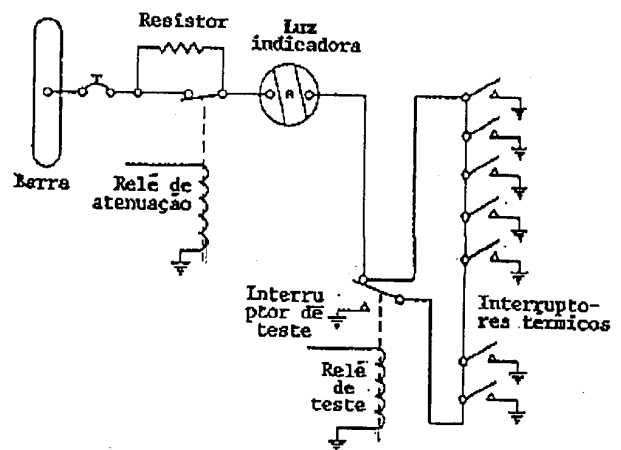 Resistor
Luz
indicadora
T
A
Barra
Relé de
atenuação
Interru
ptor de
teste
Interrupto-
res termicos
Relé
de
teste